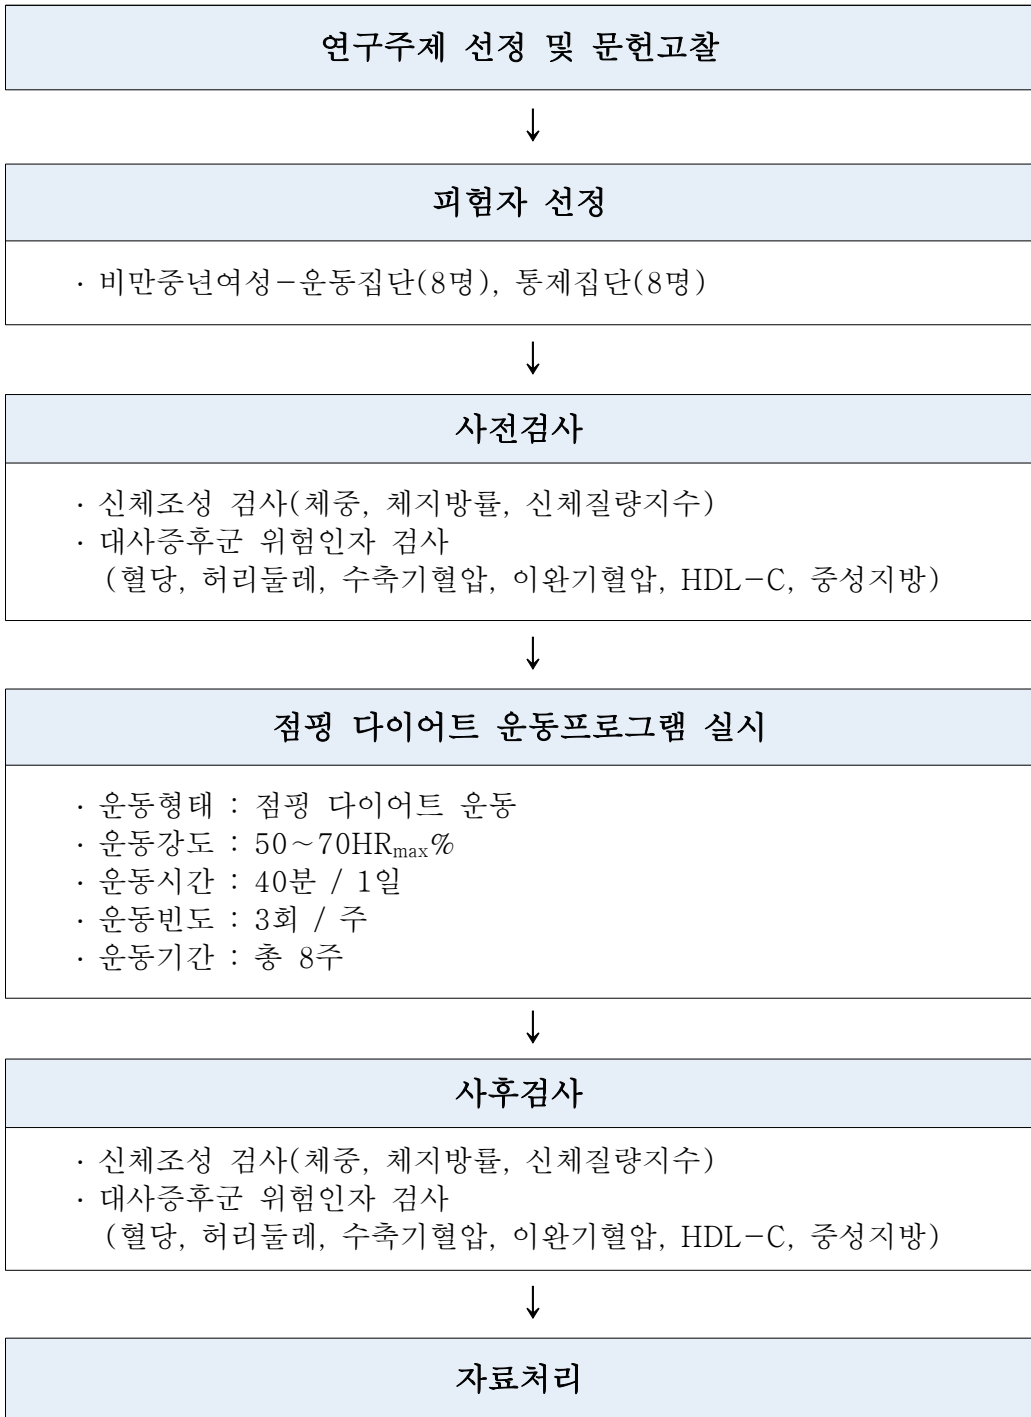 연구주제 선정 및 문헌고찰
↓
피험자 선정
· 비만중년여성-운동집단(8명), 통제집단(8명)
↓
사전검사
· 신체조성 검사(체중, 체지방률, 신체질량지수)
· 대사증후군 위험인자 검사
(혈당, 허리둘레, 수축기혈압, 이완기혈압, HDL-C, 중성지방)
↓
점핑 다이어트 운동프로그램 실시
· 운동형태 : 점핑 다이어트 운동
· 운동강도 : 50~70HRmax%
· 운동시간 : 40분 / 1일
· 운동빈도 : 3회 / 주
· 운동기간 : 총 8주
↓
사후검사
· 신체조성 검사(체중, 체지방률, 신체질량지수)
· 대사증후군 위험인자 검사
(혈당, 허리둘레, 수축기혈압, 이완기혈압, HDL-C, 중성지방)
↓
자료처리